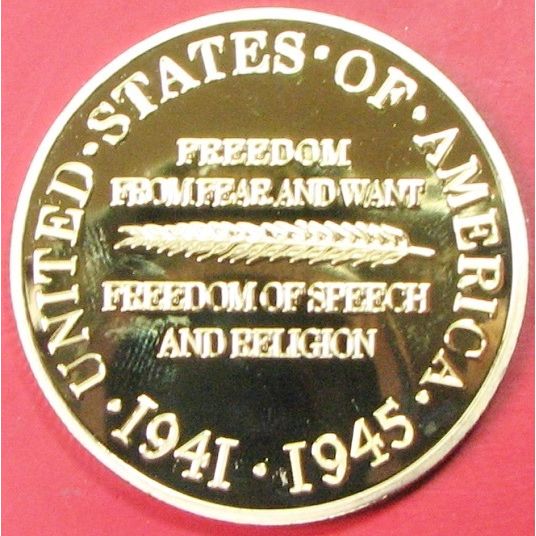 UNITED·STATES·OF·AMERICA·
FREEDOM
FROM FEAR AND WANT
FREEDOM OF SPEECH
AND RELIGION
·1941·1945·